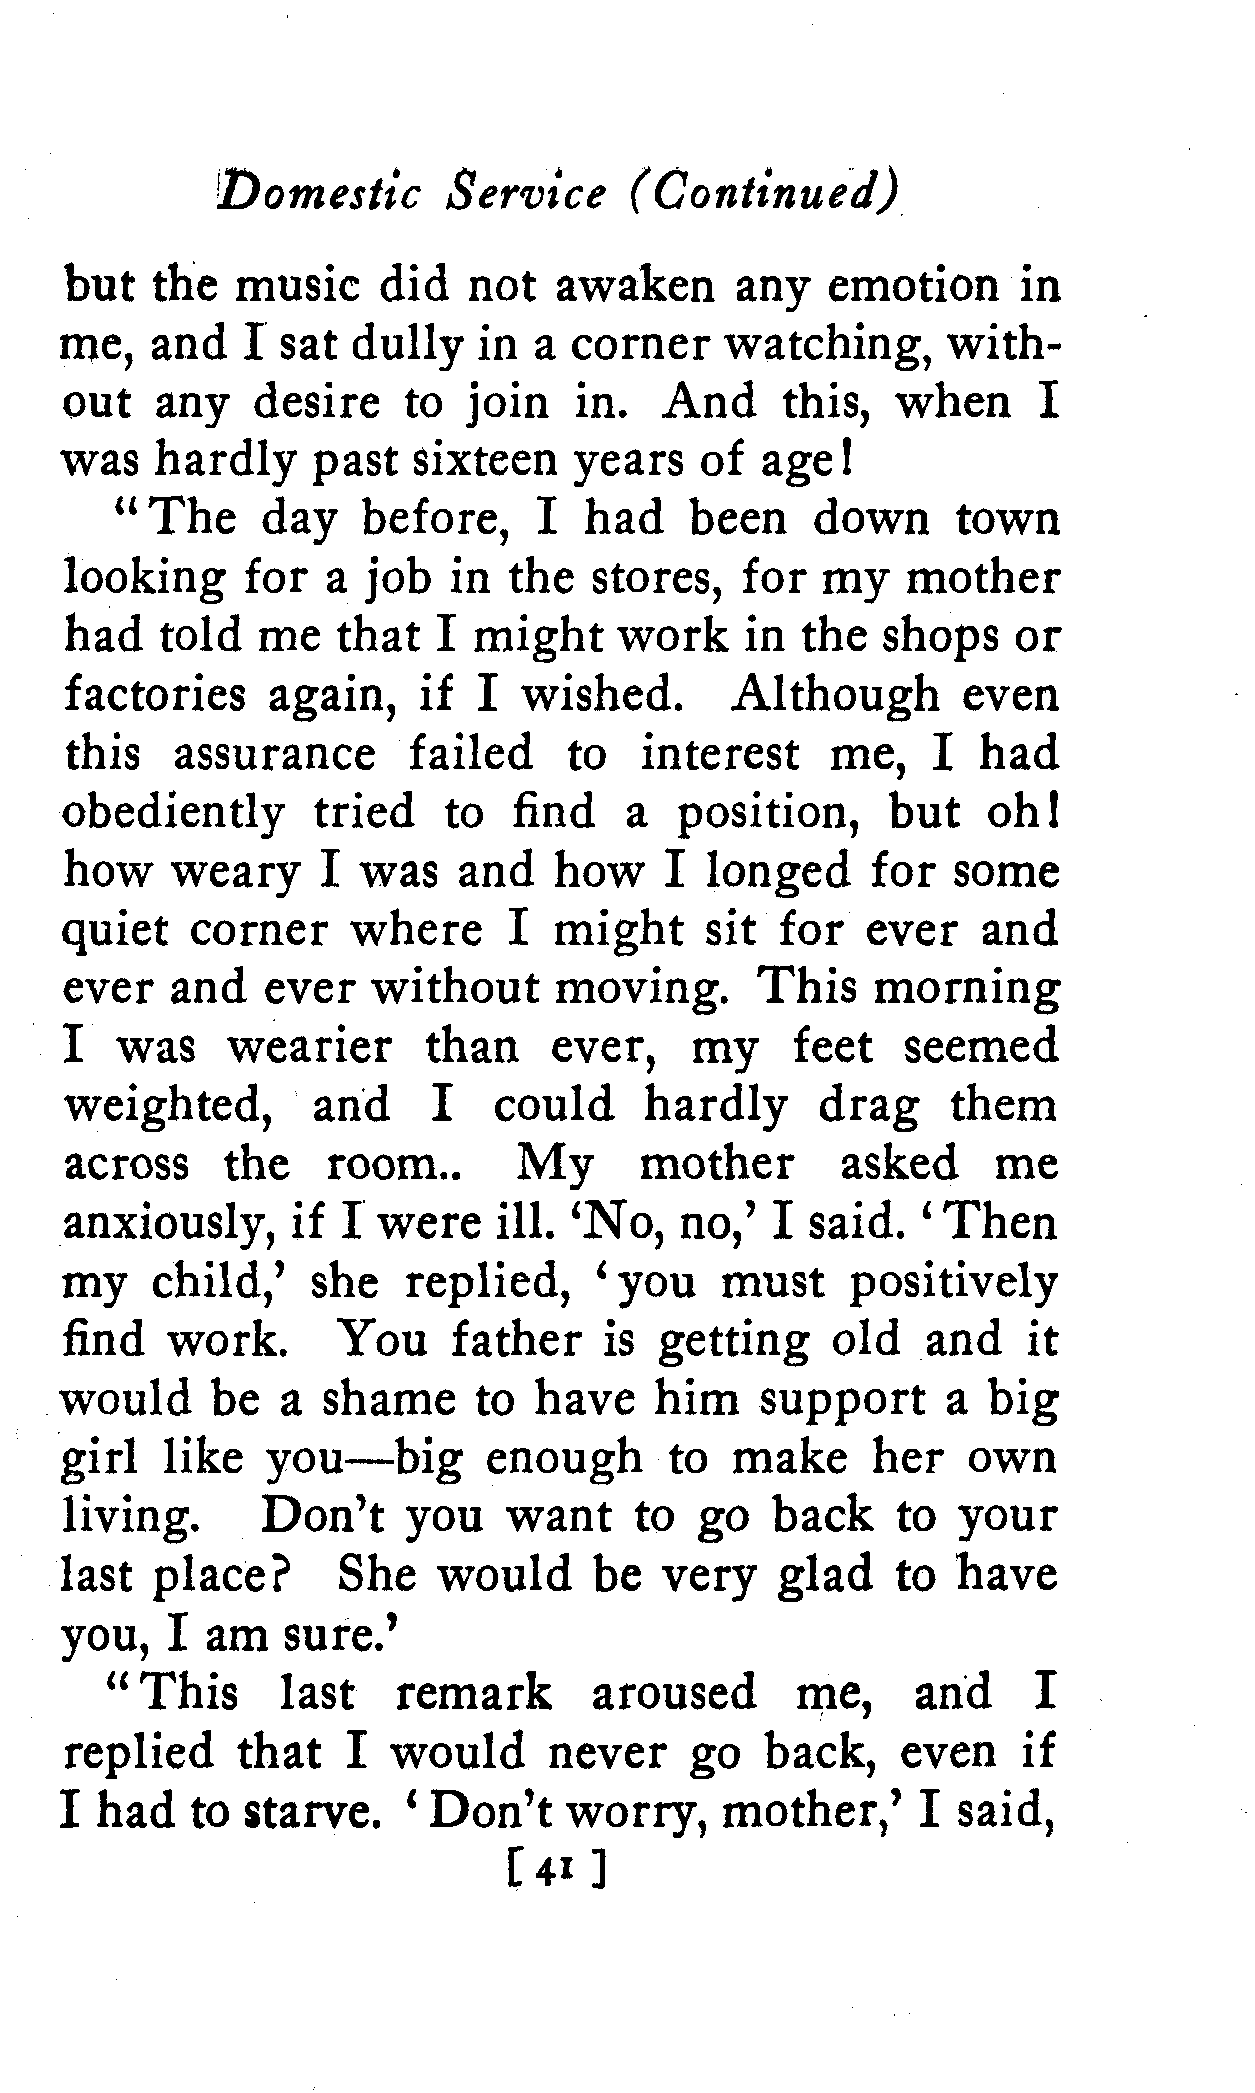 Domestic Service (Continued)
but the music did not awaken any emotion in
me, and I sat dully in a corner watching, with-
out any desire to join in. And this, when I
was hardly past sixteen years of age!
"The day before, I had been down town
looking for a job in the stores, for my mother
had told me that I might work in the shops or
factories again, if I wished. Although even
this assurance failed to interest me, I had
obediently tried to find a position, but oh!
how weary I was and how I longed for some
quiet corner where I might sit for ever and
ever and ever without moving. This morning
I was wearier than ever, my feet seemed
weighted, and I could hardly drag them
across the room.. My mother asked me
anxiously, if I were ill. 'No, no,' I said. 'Then
my child,' she replied, 'you must positively
find work. You father is getting old and it
would be a shame to have him support a big
girl like you—big enough to make her own
living. Don't you want to go back to your
last place? She would be very glad to have
you, I am sure.'
"This last remark aroused me, and I
replied that I would never go back, even if
I had to starve. 'Don't worry, mother,' I said,
[ 41 ]